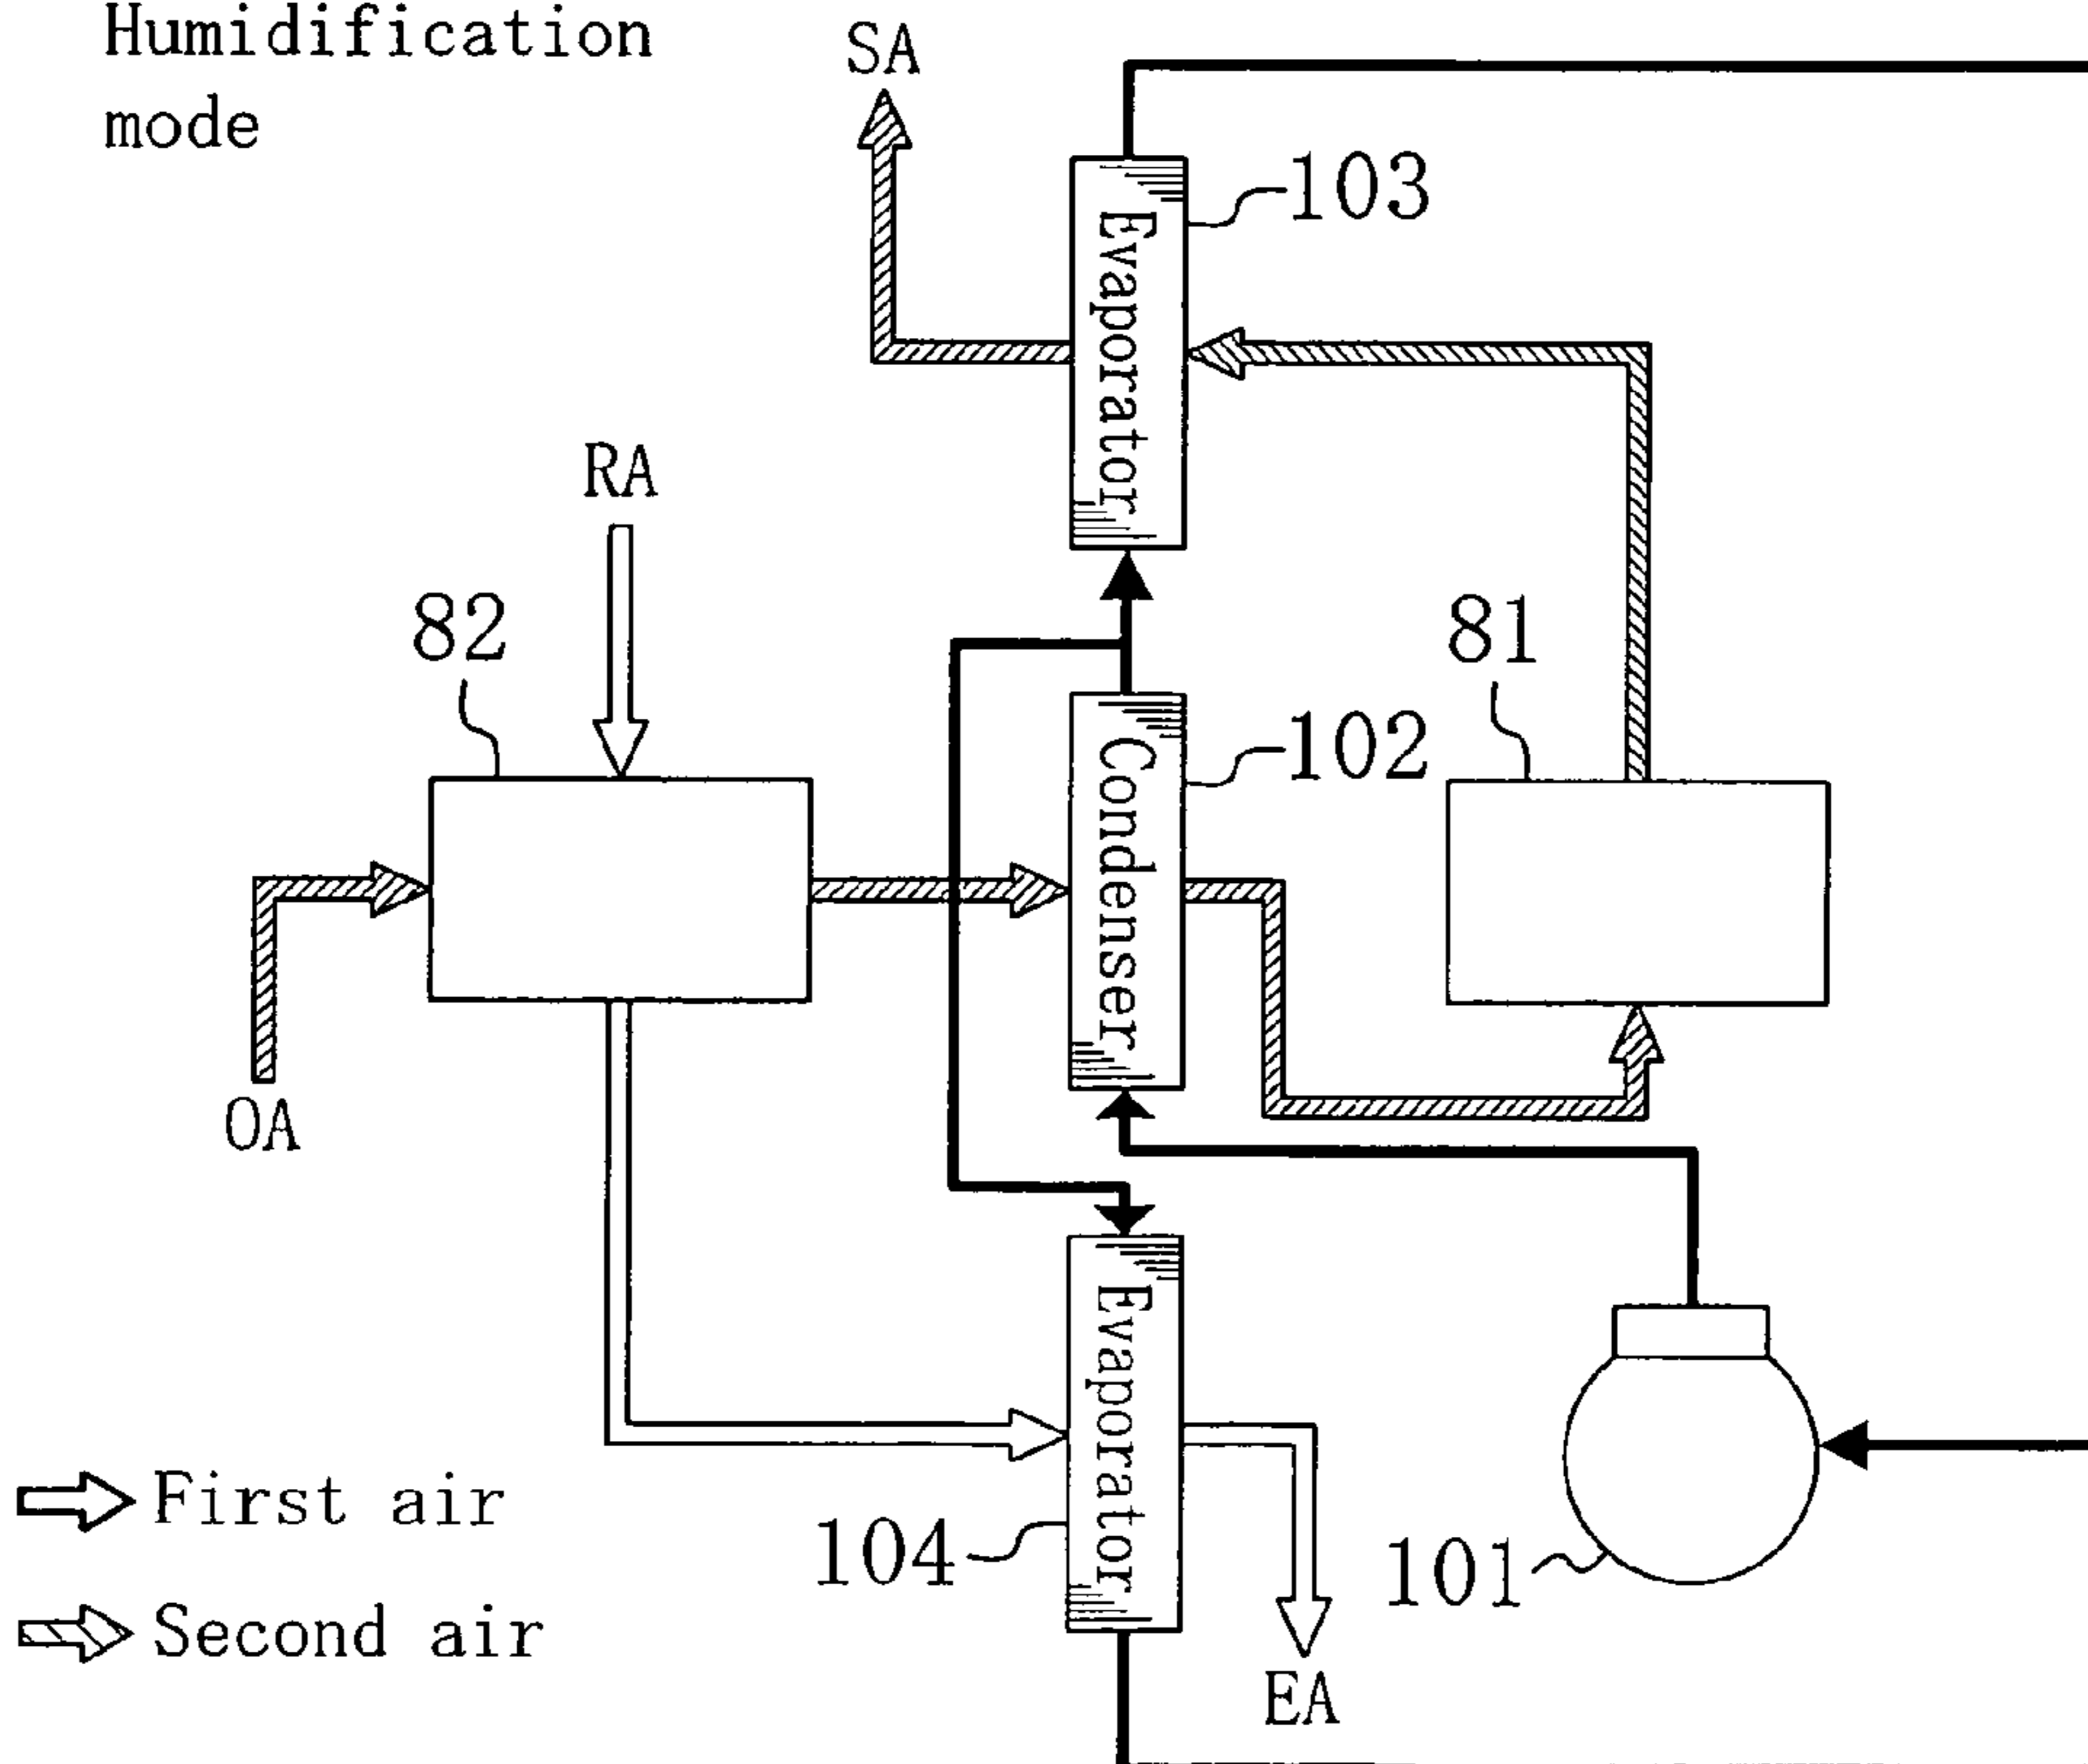 Humidification
mode
SA
103
Evaporator
RA
82
81
102
Condenser
OA
Evaporator
First air
104
101
Second air
EA